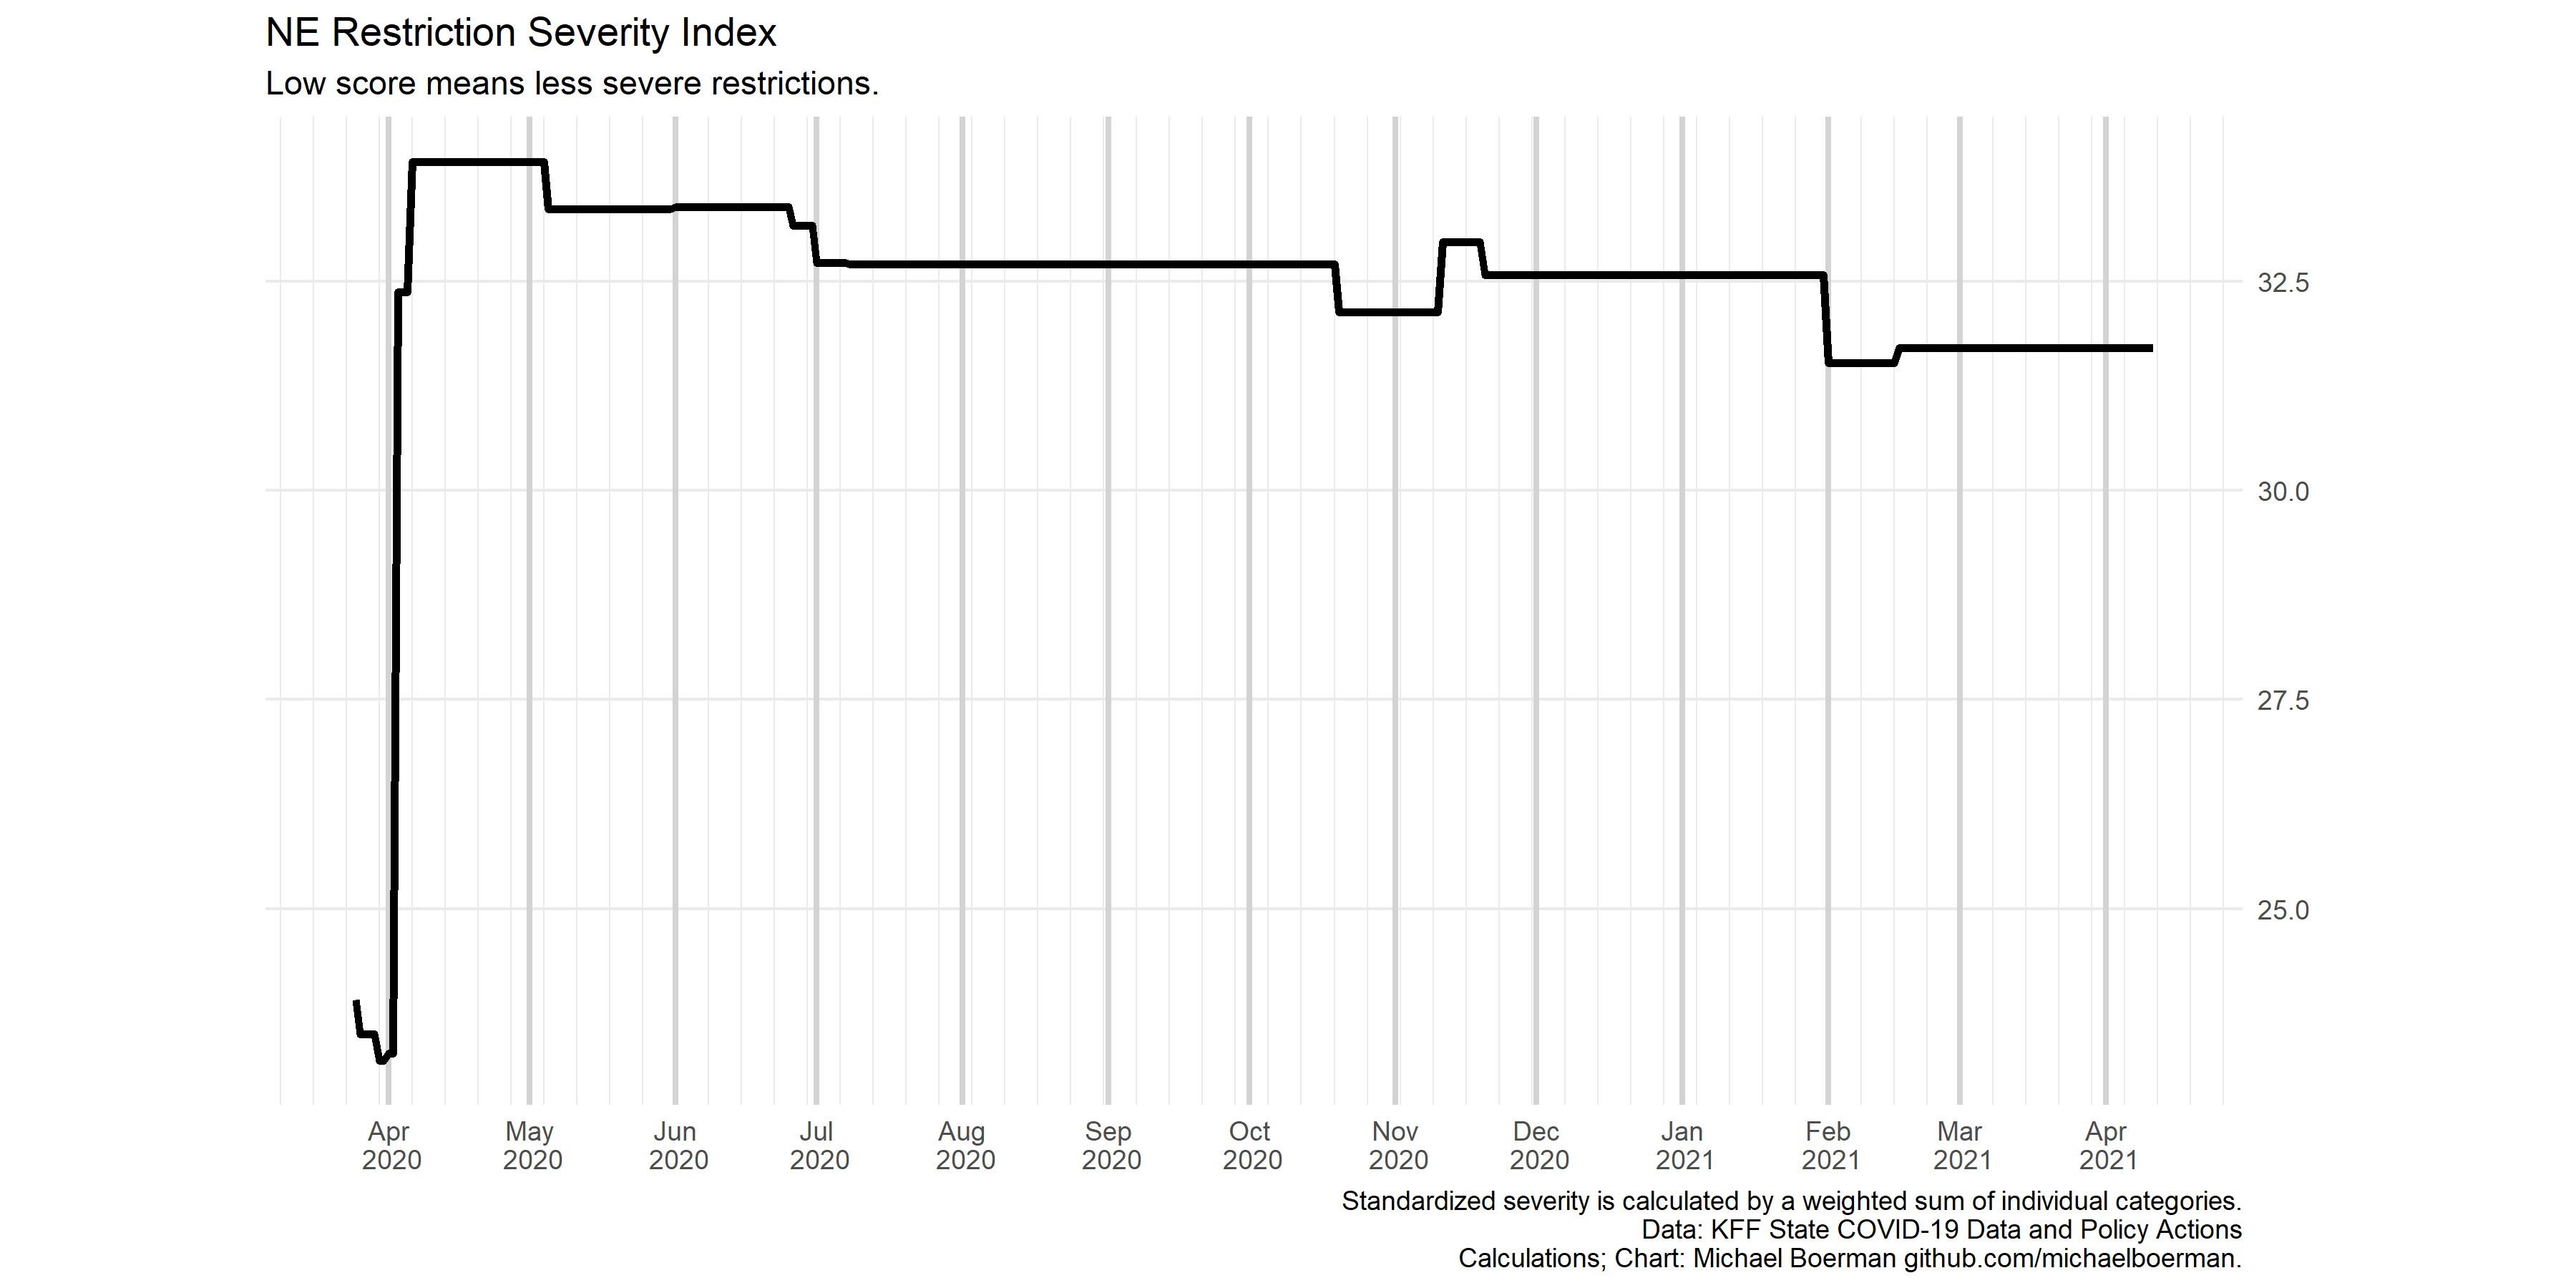 NE Restriction Severity Index
Low score means less severe restrictions.
32.5
30.0
27.5
25.0
Apr May Jun Jul Aug Sep Oct Nov Dec Jan Feb Mar Apr
2020 2020 2020 2020 2020 2020 2020 2020 2020 2021 2021 2021 2021
Standardized severity is calculated by a weighted sum of individual categories.
Data: KFF State COVID-19 Data and Policy Actions
Calculations; Chart: Michael Boerman github.com/michaelboerman.